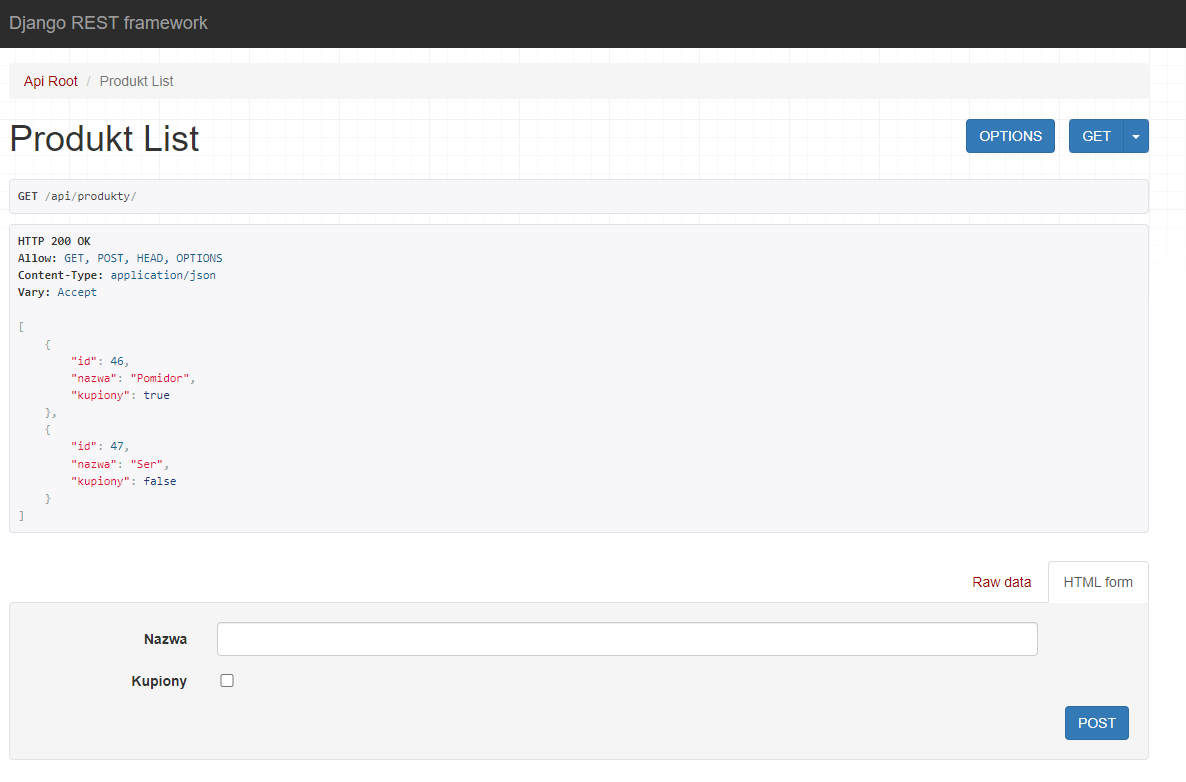 Django REST framework
Api Root / Produkt List
Produkt List
OPTIONS
GET
GET /api/produkty/
HTTP 200 OK
Allow: GET, POST, HEAD, OPTIONS
Content-Type: application/json
Vary: Accept
[
    {
        "id": 46,
        "nazwa": "Pomidor",
        "kupiony": true
    },
    {
        "id": 47,
        "nazwa": "Ser",
        "kupiony": false
    }
]
Raw data
HTML form
Nazwa
Kupiony
POST